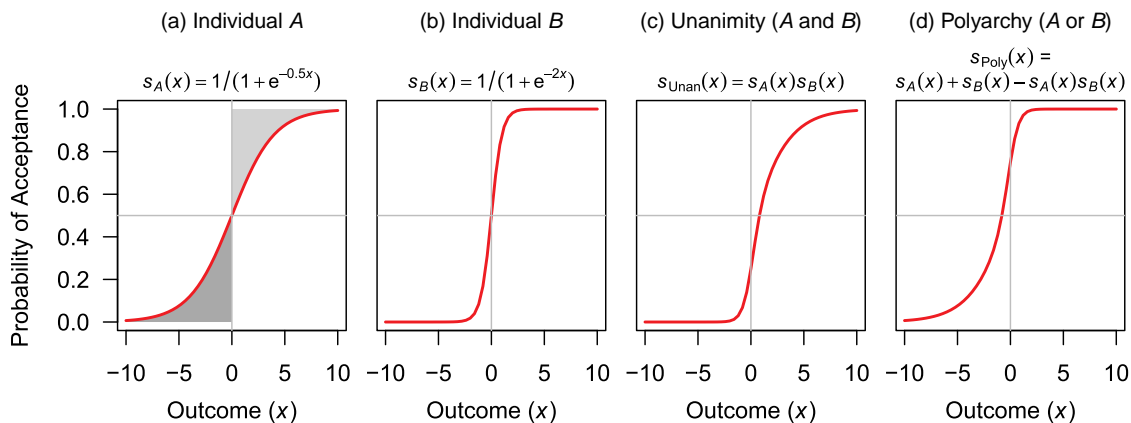 (a) Individual A
(b) Individual B
(c) Unanimity (A and B)
(d) Polyarchy (A or B)
s_A(x) = 1/(1+e^{−0.5x})
s_B(x) = 1/(1+e^{−2x})
s_Unan(x) = s_A(x)s_B(x)
s_Poly(x) =
s_A(x)+s_B(x)−s_A(x)s_B(x)
Probability of Acceptance
1.0
0.8
0.6
0.4
0.2
0.0
−10 −5 0 5 10
−10 −5 0 5 10
−10 −5 0 5 10
−10 −5 0 5 10
Outcome (x)
Outcome (x)
Outcome (x)
Outcome (x)